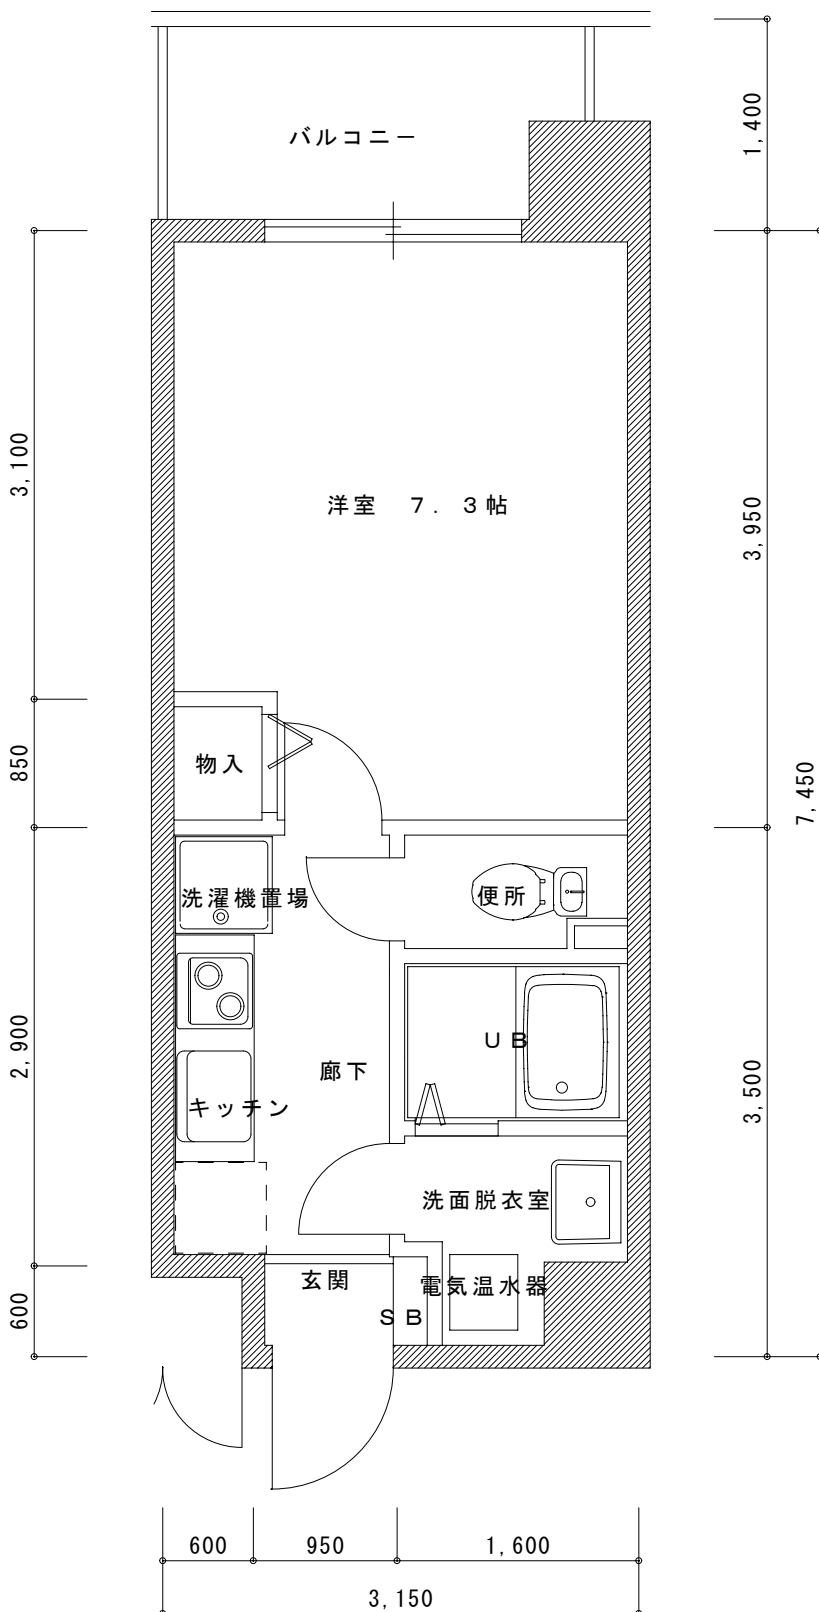 1,400
バルコニー
3,100
洋室　７．３帖
3,950
850
物入
7,450
洗濯機置場
便所
2,900
ＵＢ
廊下
3,500
キッチン
洗面脱衣室
600
玄関
電気温水器
ＳＢ
600
950
1,600
3,150